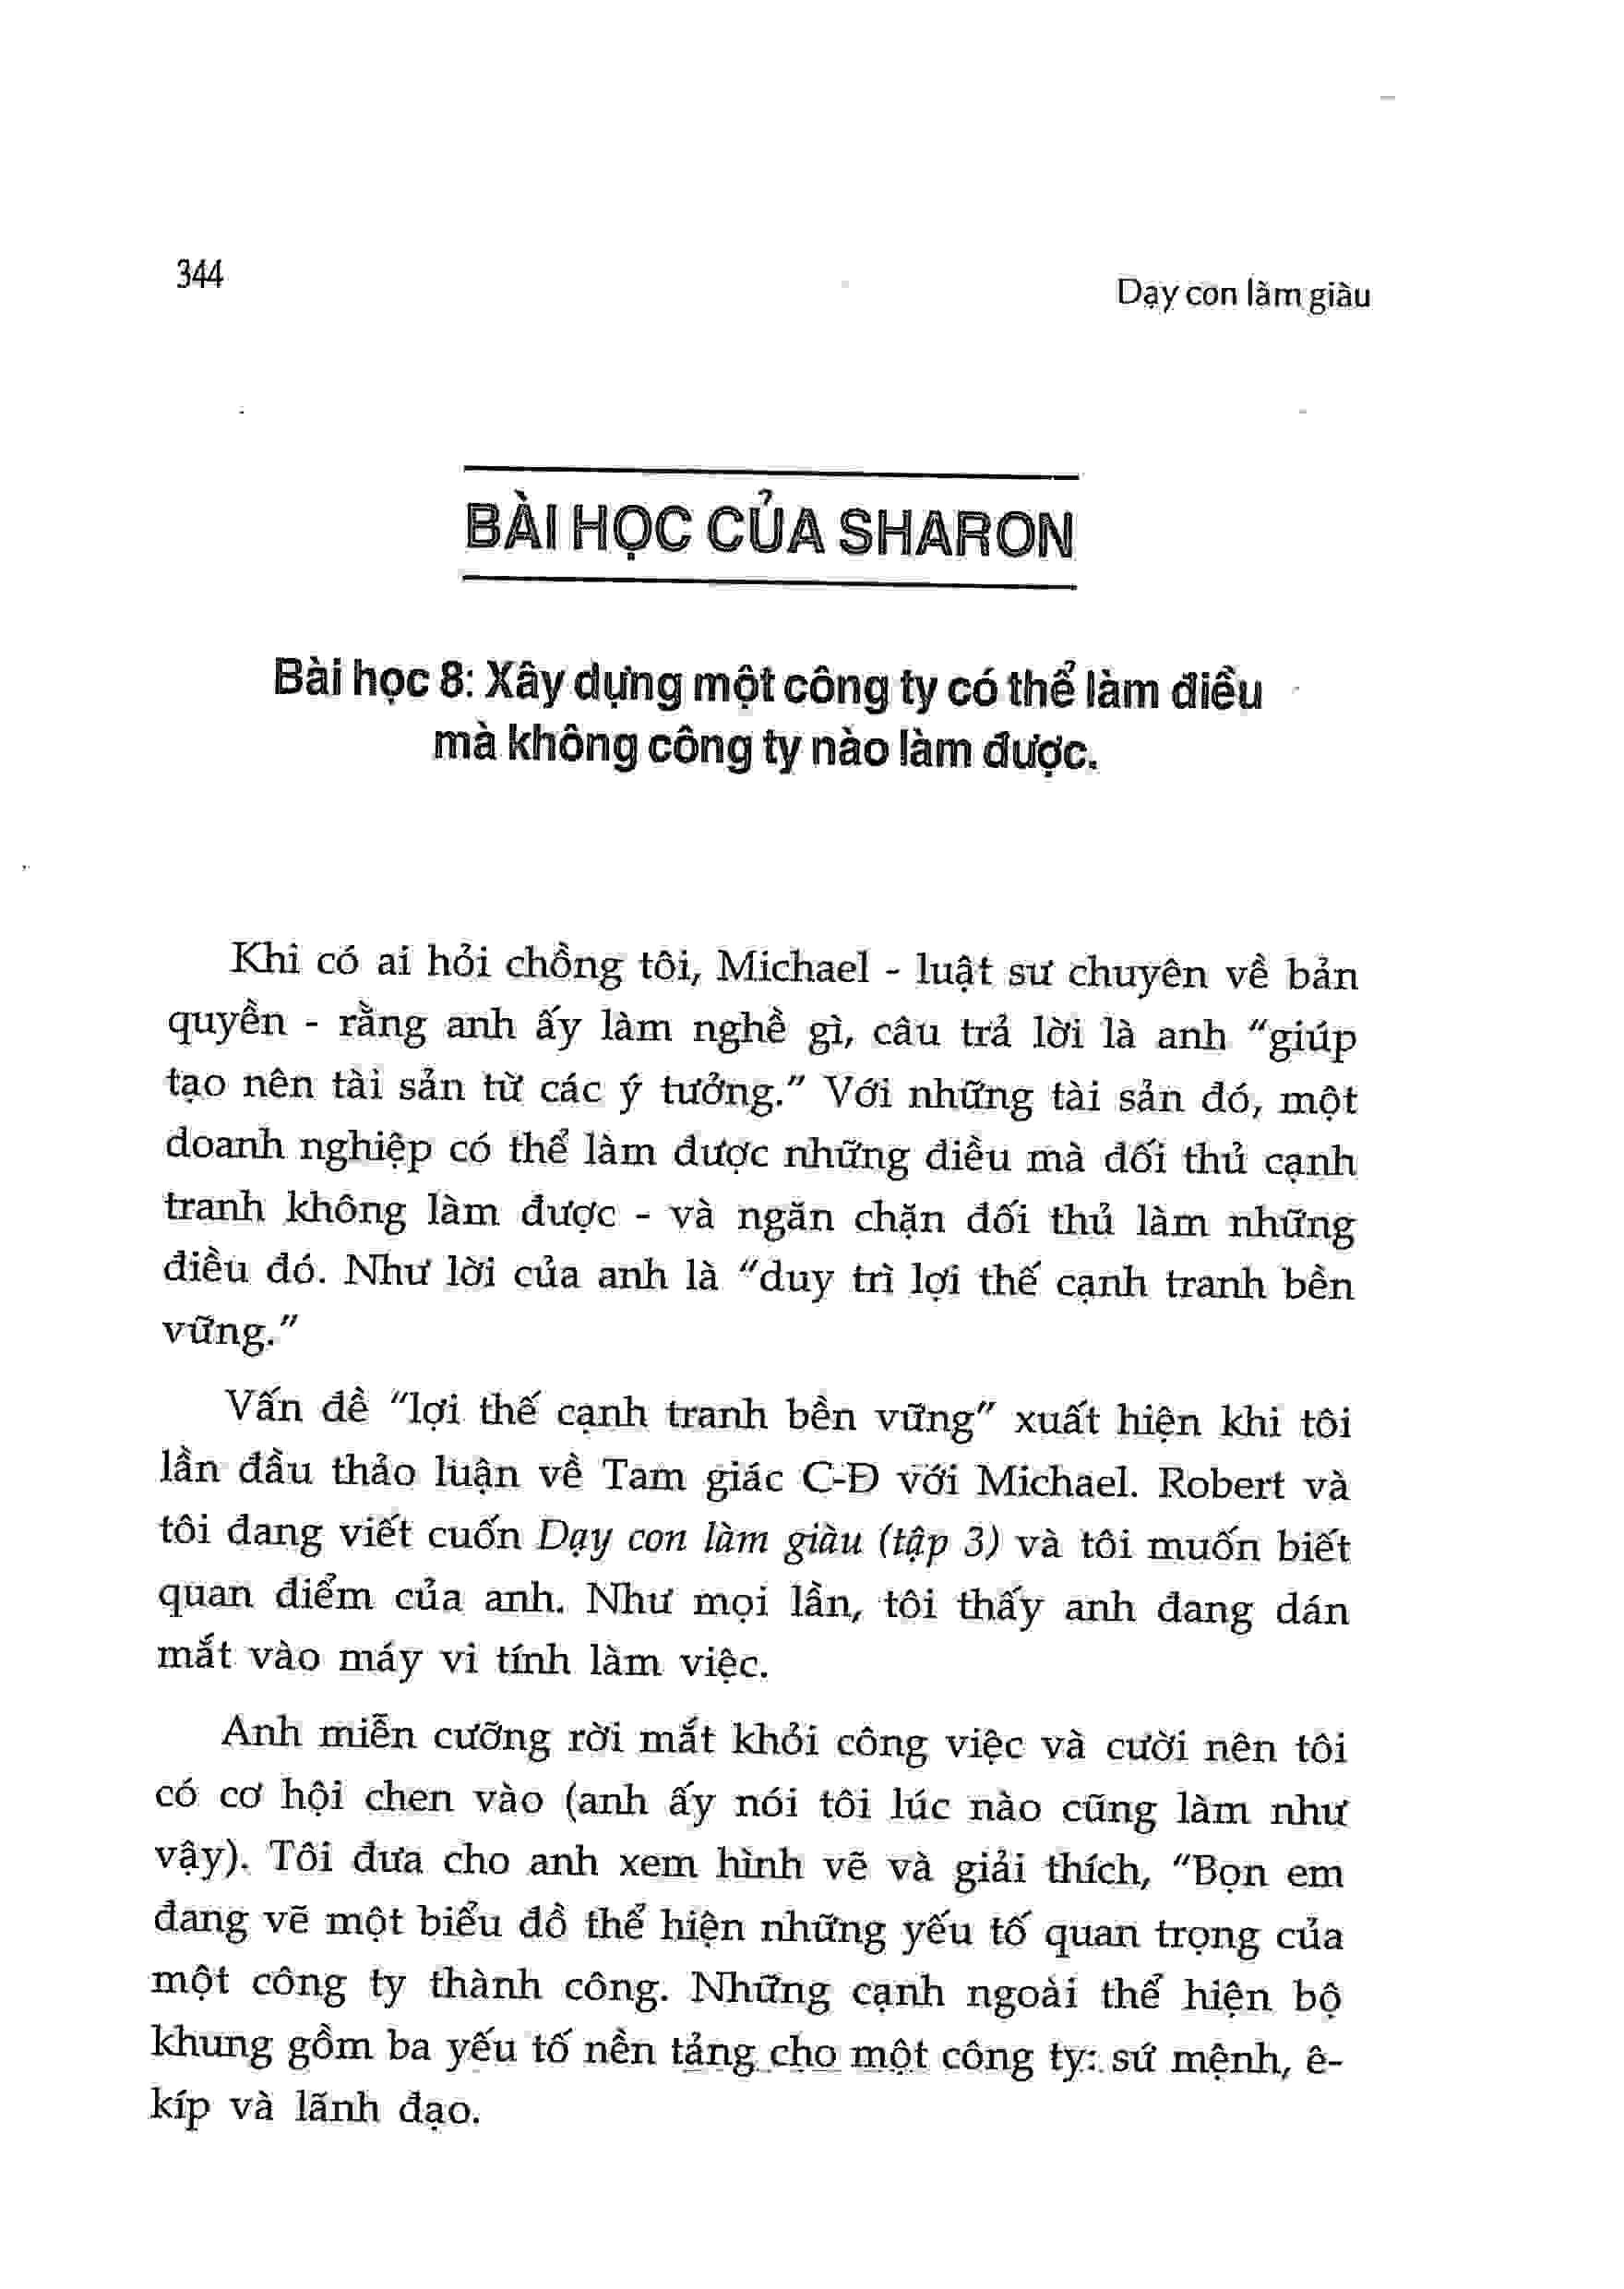 344
Dạy con làm giàu
BÀI HỌC CỦA SHARON
Bài học 8: Xây dựng một công ty có thể làm điều
mà không công ty nào làm được.
Khi có ai hỏi chồng tôi, Michael - luật sư chuyên về bản
quyền - rằng anh ấy làm nghề gì, câu trả lời là anh "giúp
tạo nên tài sản từ các ý tưởng." Với những tài sản đó, một
doanh nghiệp có thể làm được những điều mà đối thủ cạnh
tranh không làm được - và ngăn chặn đối thủ làm những
điều đó. Như lời của anh là "duy trì lợi thế cạnh tranh bền
vững."
Vấn đề "lợi thế cạnh tranh bền vững" xuất hiện khi tôi
lần đầu thảo luận về Tam giác C-Đ với Michael. Robert và
tôi đang viết cuốn Dạy con làm giàu (tập 3) và tôi muốn biết
quan điểm của anh. Như mọi lần, tôi thấy anh đang dán
mắt vào máy vi tính làm việc.
Anh miễn cưỡng rời mắt khỏi công việc và cười nên tôi
có cơ hội chen vào (anh ấy nói tôi lúc nào cũng làm như
vậy). Tôi đưa cho anh xem hình vẽ và giải thích, "Bọn em
đang vẽ một biểu đồ thể hiện những yếu tố quan trọng của
một công ty thành công. Những cạnh ngoài thể hiện bộ
khung gồm ba yếu tố nền tảng cho một công ty: sứ mệnh, ê-
kíp và lãnh đạo.